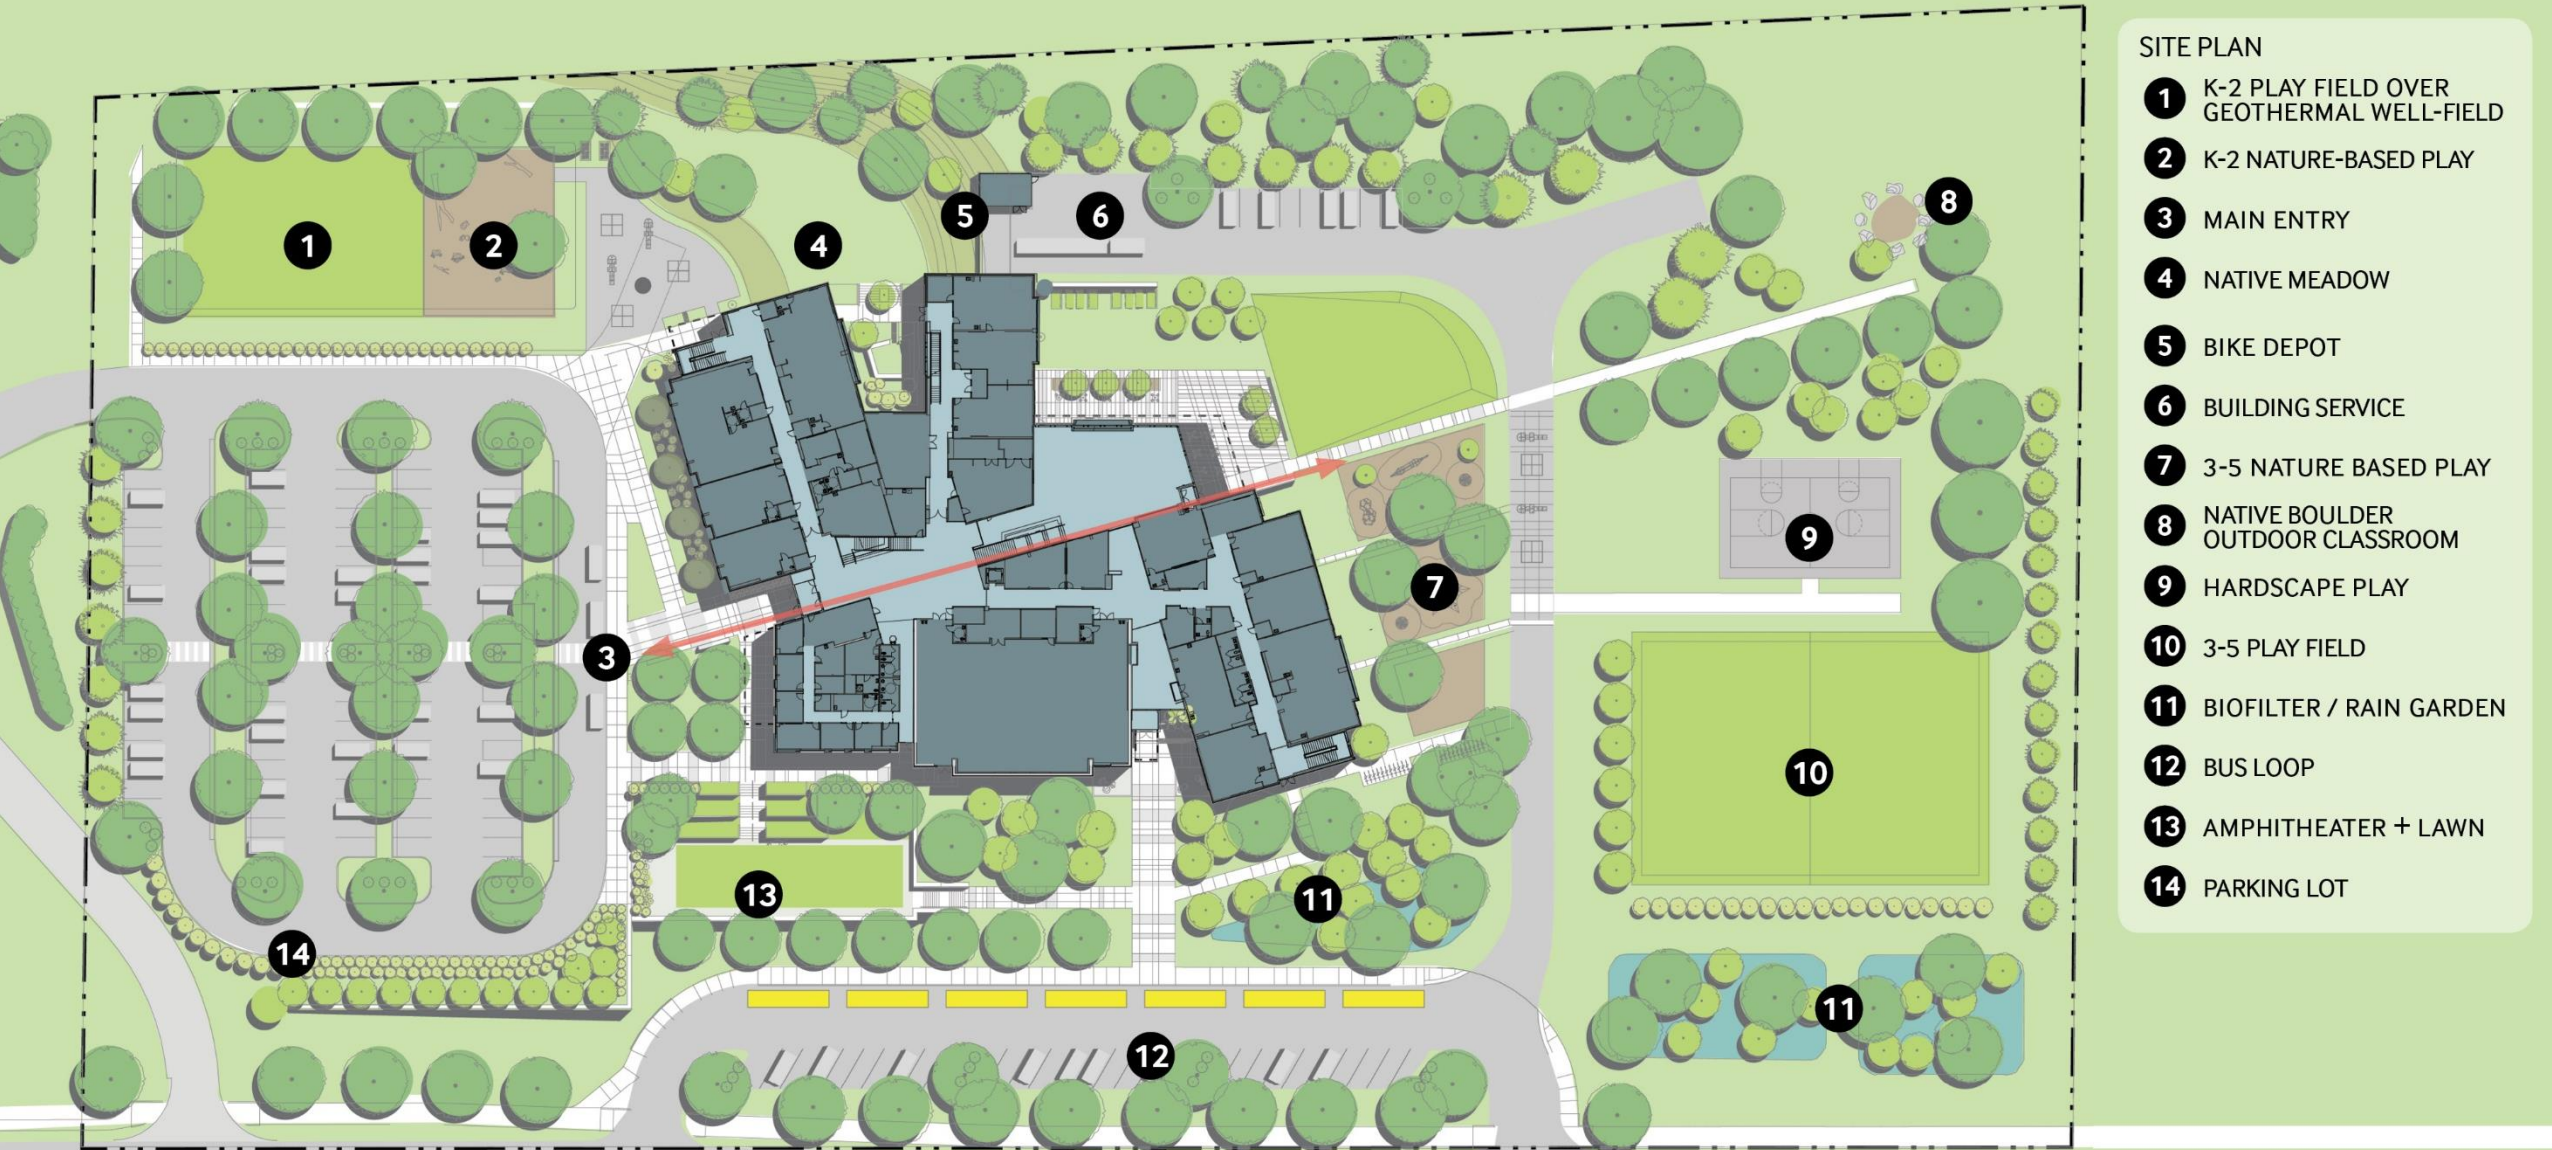 SITE PLAN
1 K-2 PLAY FIELD OVER
GEOTHERMAL WELL-FIELD
2 K-2 NATURE-BASED PLAY
3 MAIN ENTRY
4 NATIVE MEADOW
5 BIKE DEPOT
6 BUILDING SERVICE
7 3-5 NATURE BASED PLAY
8 NATIVE BOULDER
OUTDOOR CLASSROOM
9 HARDSCAPE PLAY
10 3-5 PLAY FIELD
11 BIOFILTER / RAIN GARDEN
12 BUS LOOP
13 AMPHITHEATER + LAWN
14 PARKING LOT
8
5
6
1
2
4
9
7
3
10
13
11
14
11
12